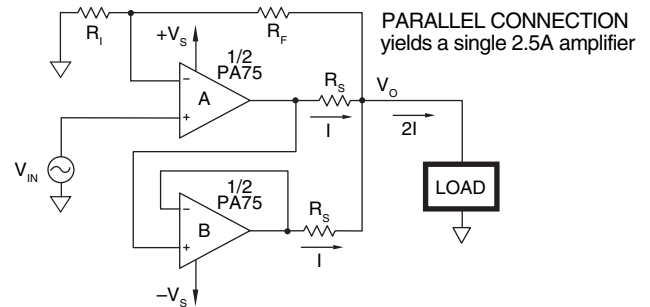 PARALLEL CONNECTION
yields a single 2.5A amplifier
R_I
+V_S
R_F
1/2
PA75
−
A
+
R_S
I
V_O
2I
V_IN
LOAD
1/2
PA75
−
B
+
R_S
I
−V_S